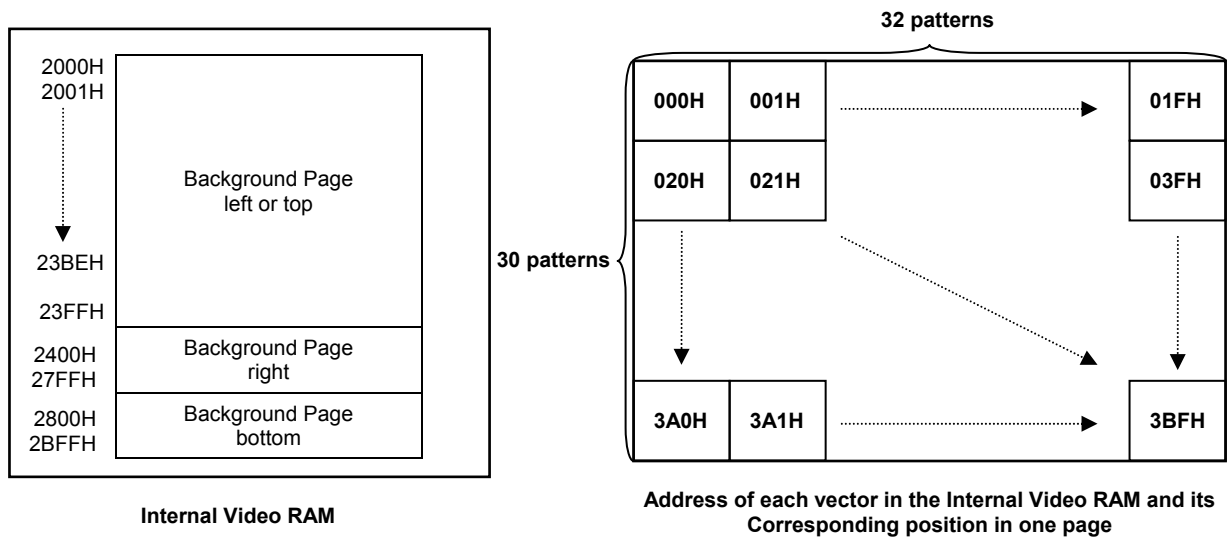 2000H
2001H
23BEH
23FFH
2400H
27FFH
2800H
2BFFH
Background Page
left or top
Background Page
right
Background Page
bottom
Internal Video RAM
32 patterns
30 patterns
000H 001H 01FH
020H 021H 03FH
3A0H 3A1H 3BFH
Address of each vector in the Internal Video RAM and its
Corresponding position in one page